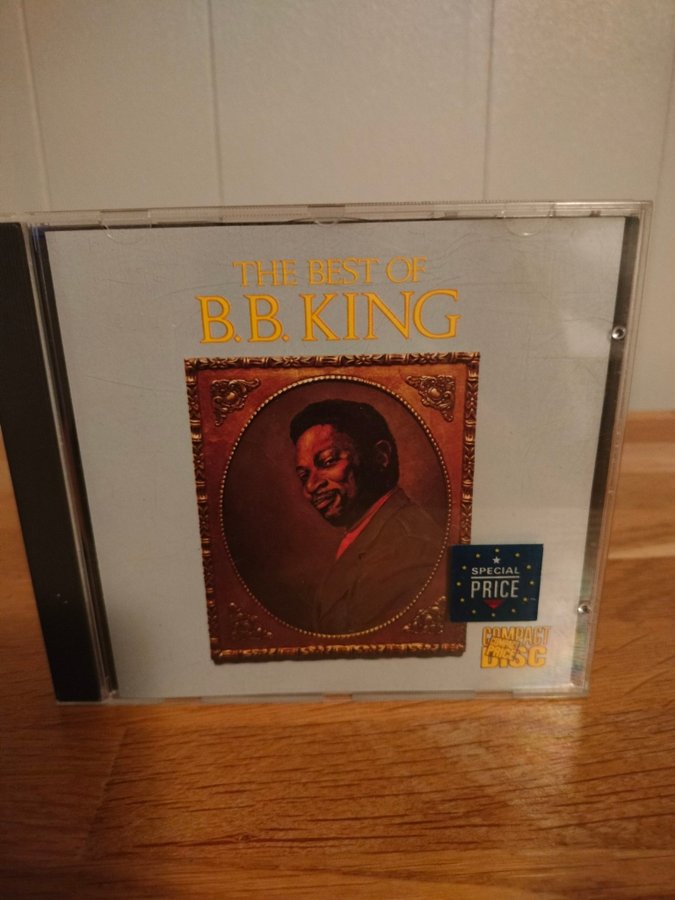 THE BEST OF
B.B. KING
SPECIAL
PRICE
COMPACT
DISC